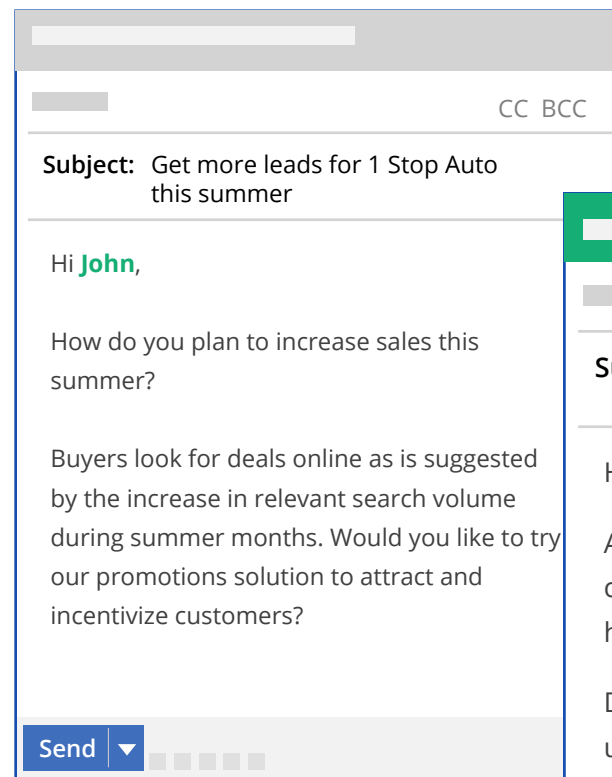 CC BCC
Subject: Get more leads for 1 Stop Auto
this summer
Hi John,
How do you plan to increase sales this
summer?
Buyers look for deals online as is suggested
by the increase in relevant search volume
during summer months. Would you like to try
our promotions solution to attract and
incentivize customers?
Send